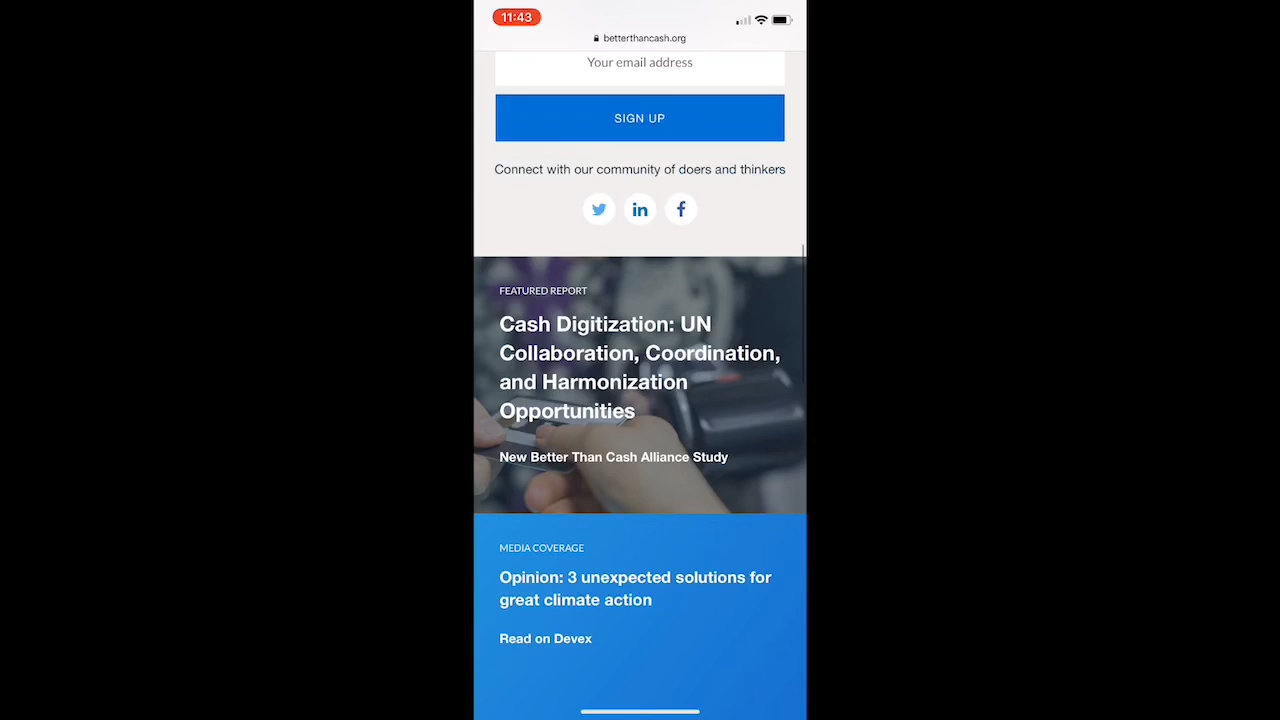 11:43
betterthancash.org
Your email address
SIGN UP
Connect with our community of doers and thinkers
FEATURED REPORT
Cash Digitization: UN
Collaboration, Coordination,
and Harmonization
Opportunities
New Better Than Cash Alliance Study
MEDIA COVERAGE
Opinion: 3 unexpected solutions for
great climate action
Read on Devex